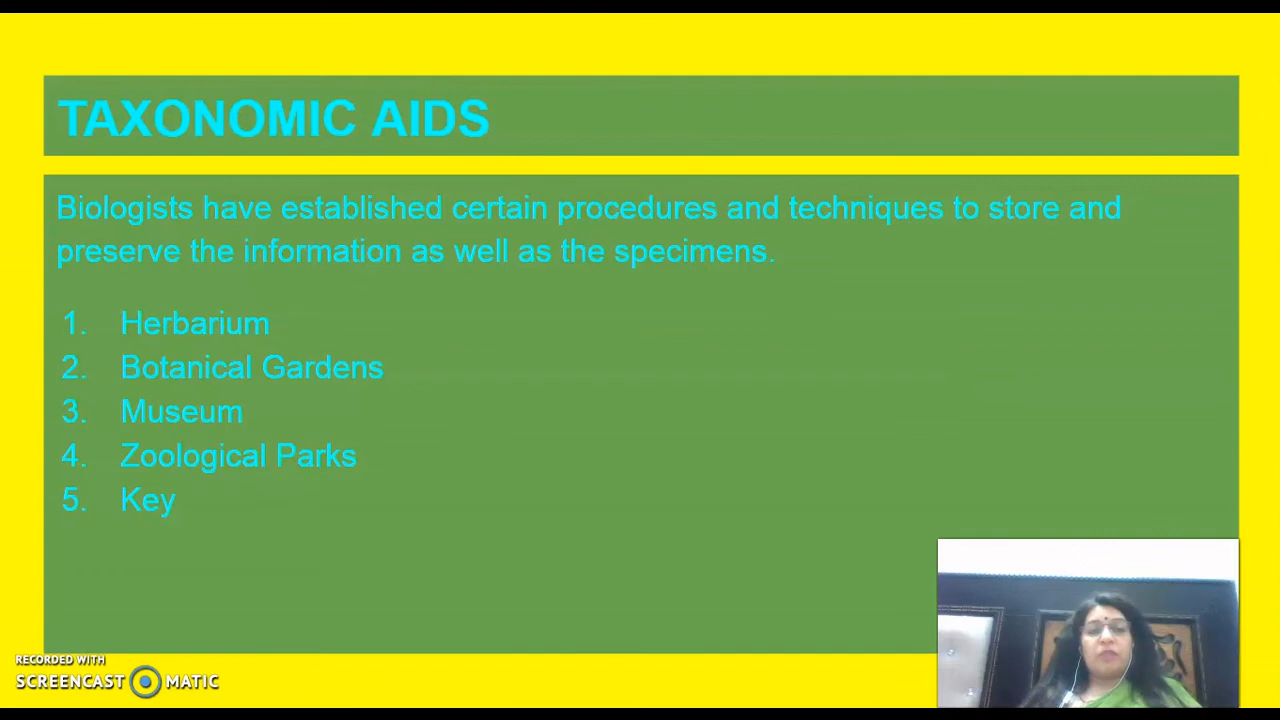 TAXONOMIC AIDS
Biologists have established certain procedures and techniques to store and
preserve the information as well as the specimens.
1. Herbarium
2. Botanical Gardens
3. Museum
4. Zoological Parks
5. Key
RECORDED WITH
SCREENCAST MATIC